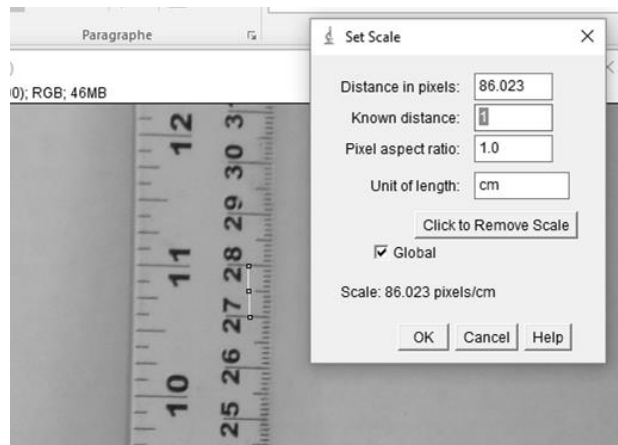 Paragraphe
0); RGB; 46MB
12
11
10
31
30
29
28
27
26
25
Set Scale
Distance in pixels: 86.023
Known distance: 1
Pixel aspect ratio: 1.0
Unit of length: cm
Click to Remove Scale
Global
Scale: 86.023 pixels/cm
OK Cancel Help